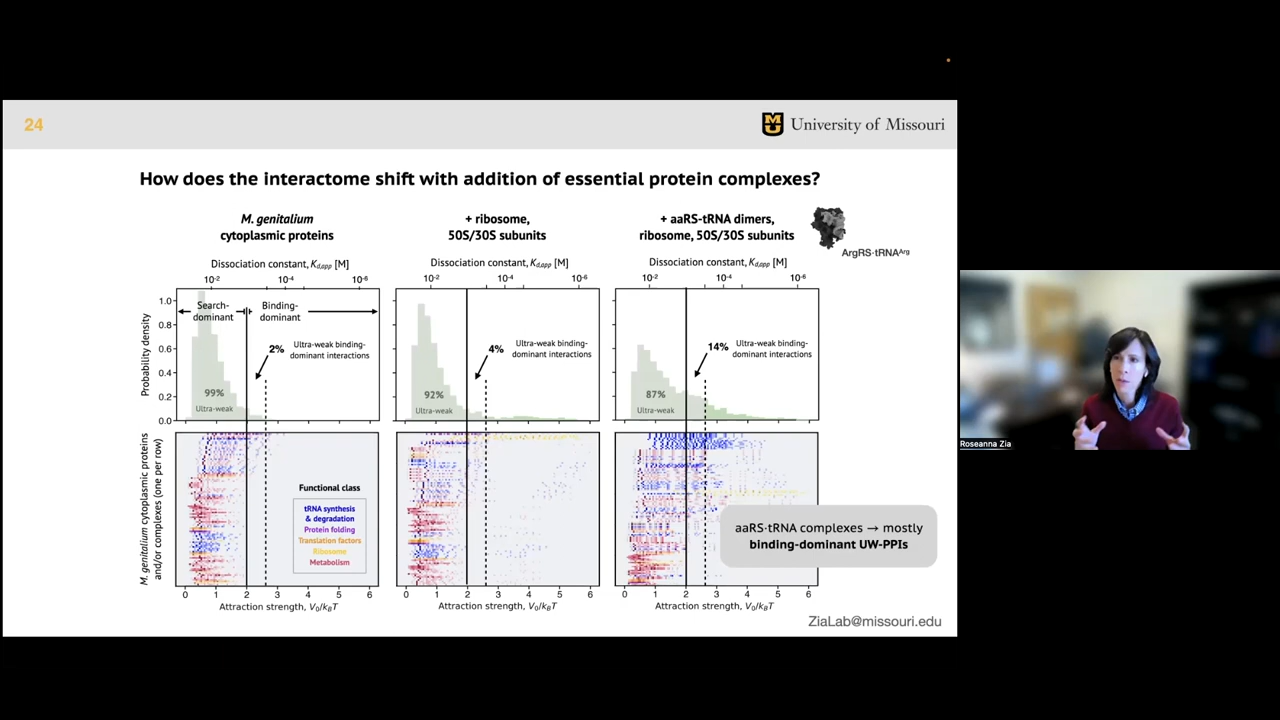 24
University of Missouri
How does the interactome shift with addition of essential protein complexes?
M. genitalium
cytoplasmic proteins
+ ribosome,
50S/30S subunits
+ aaRS-tRNA dimers,
ribosome, 50S/30S subunits
ArgRS·tRNAArg
Dissociation constant, Kd,app [M]
10-2 10-4 10-6
Dissociation constant, Kd,app [M]
10-2 10-4 10-6
Dissociation constant, Kd,app [M]
10-2 10-4 10-6
Probability density
1.0
0.8
0.6
0.4
0.2
0.0
Search-
dominant
Binding-
dominant
2%
Ultra-weak binding-
dominant interactions
99%
Ultra-weak
4%
Ultra-weak binding-
dominant interactions
92%
Ultra-weak
14%
Ultra-weak binding-
dominant interactions
87%
Ultra-weak
M. genitalium cytoplasmic proteins
and/or complexes (one per row)
Functional class
tRNA synthesis
& degradation
Protein folding
Translation factors
Ribosome
Metabolism
0 1 2 3 4 5 6
Attraction strength, V0/kBT
0 1 2 3 4 5 6
Attraction strength, V0/kBT
0 1 2 3 4 5 6
Attraction strength, V0/kBT
aaRS·tRNA complexes → mostly
binding-dominant UW-PPIs
ZiaLab@missouri.edu
Roseanna Zia